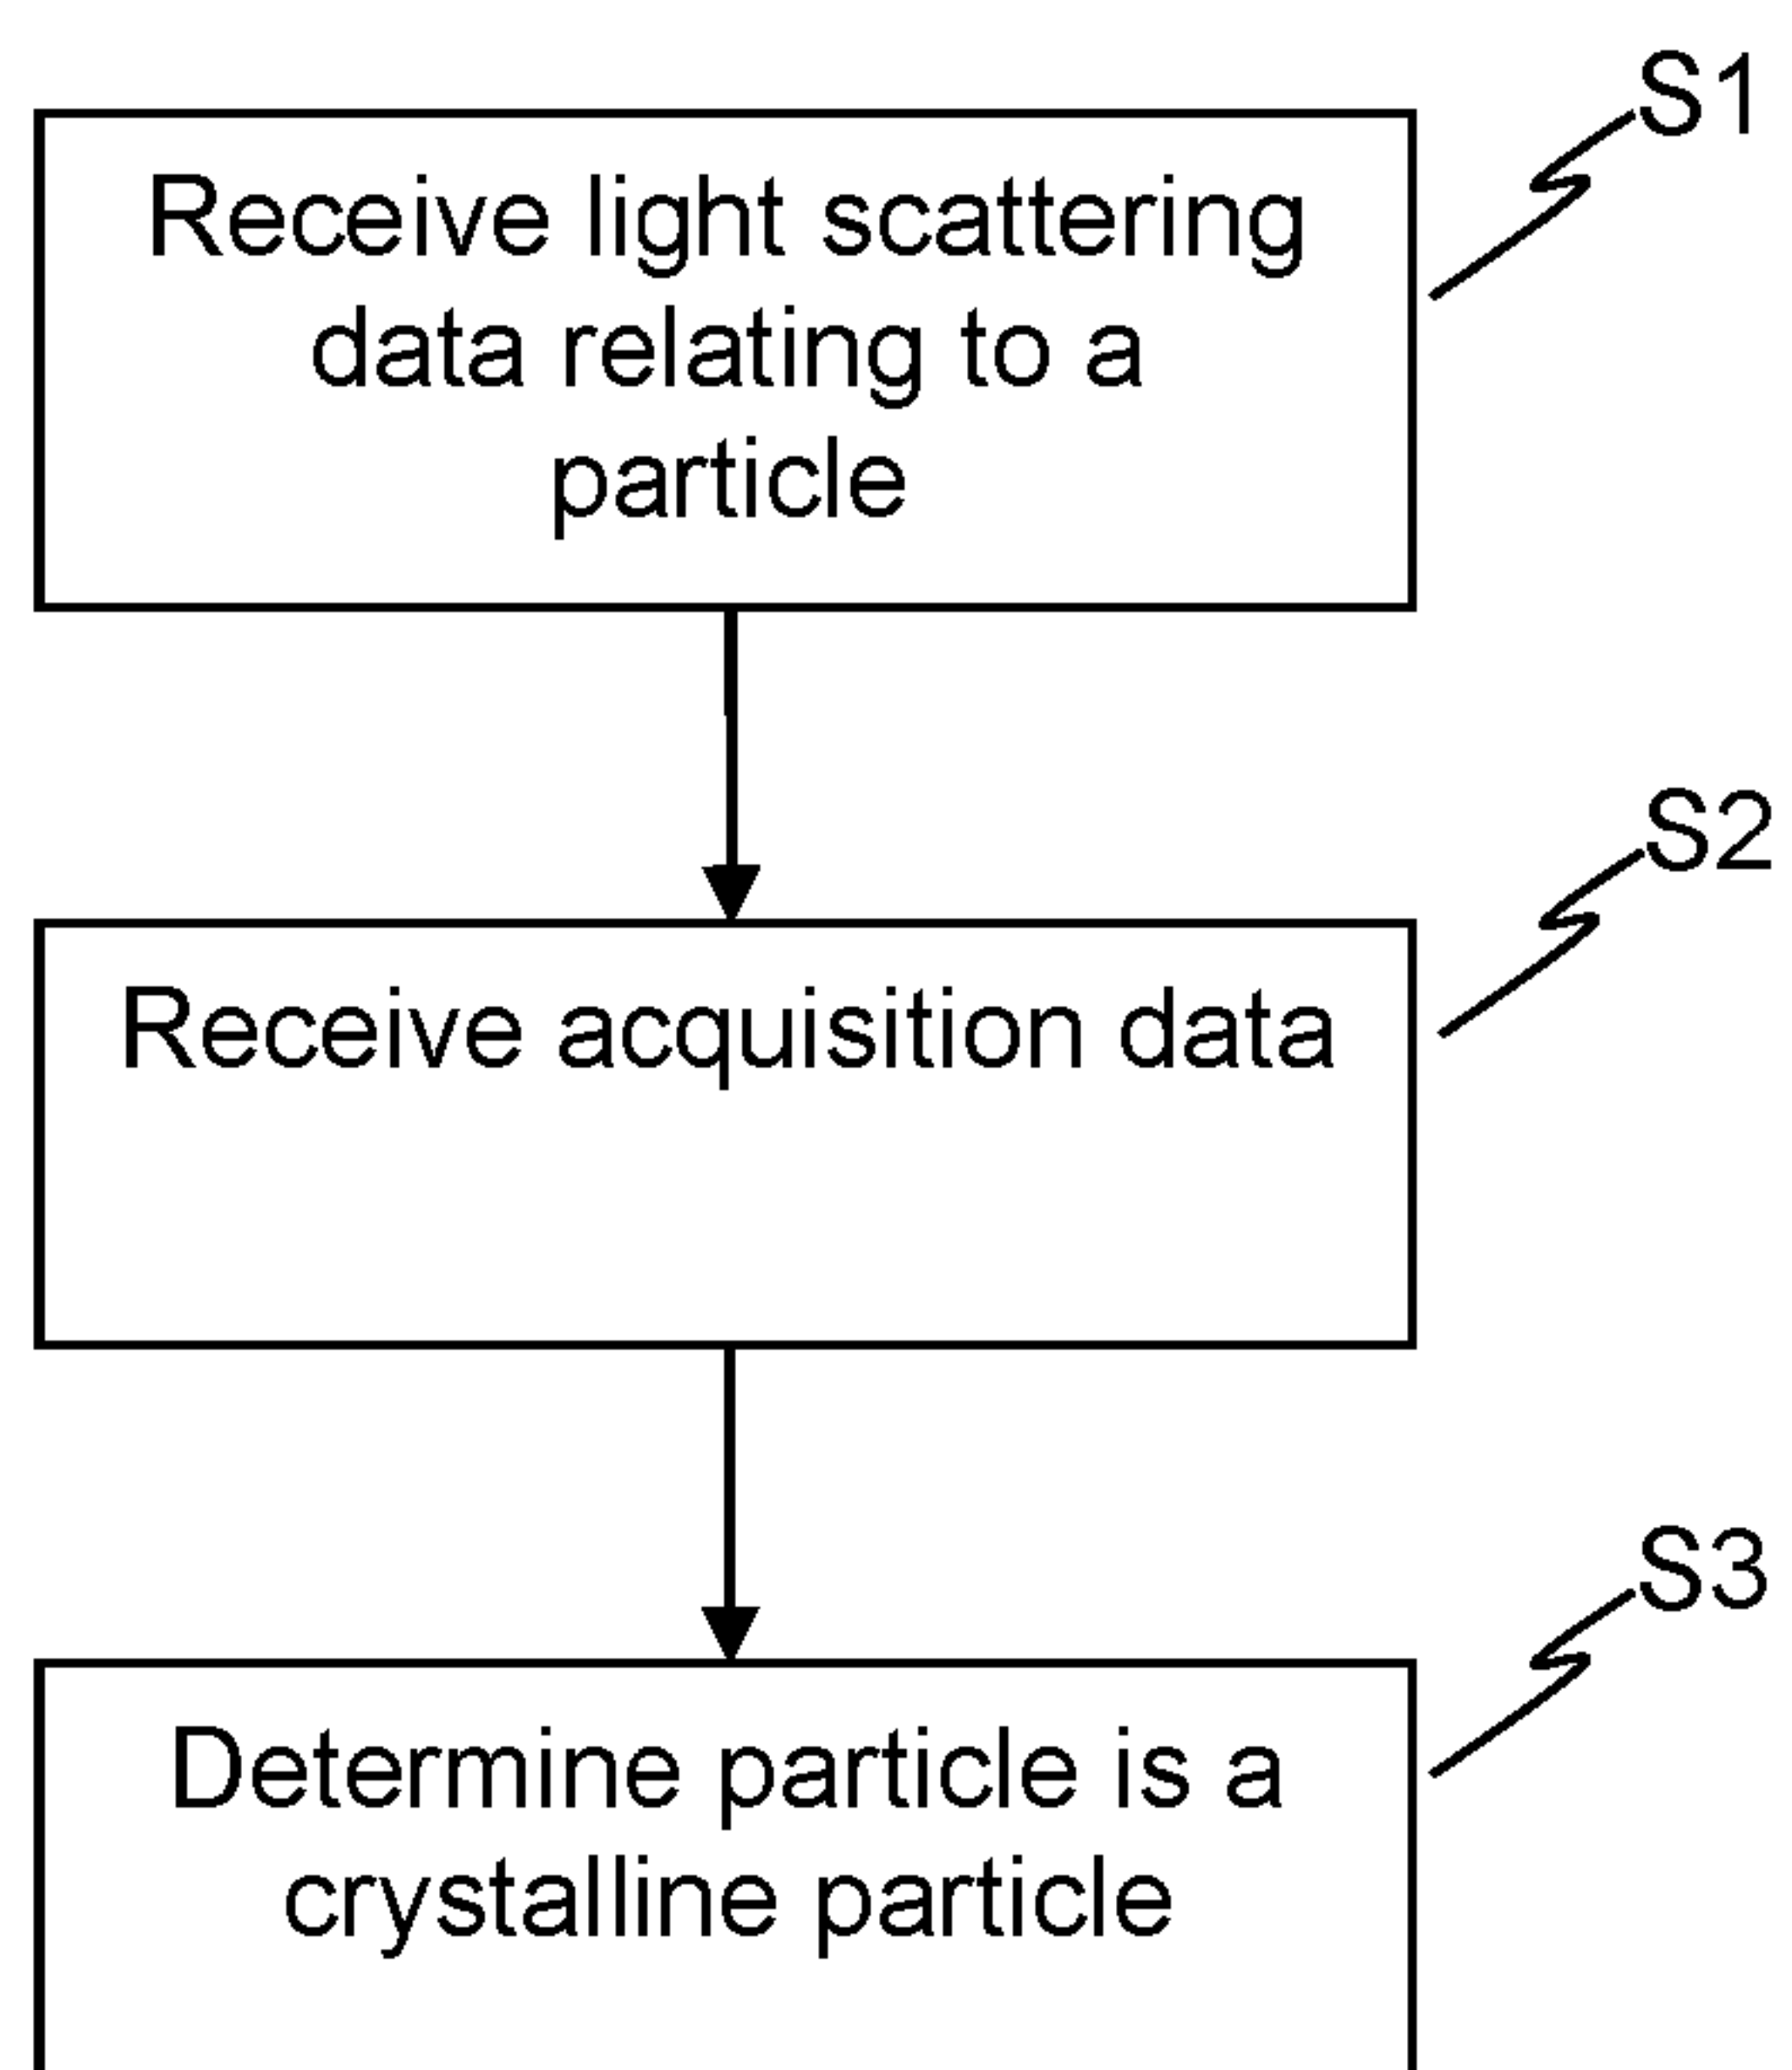 S1
Receive light scattering
data relating to a
particle
S2
Receive acquisition data
S3
Determine particle is a
crystalline particle